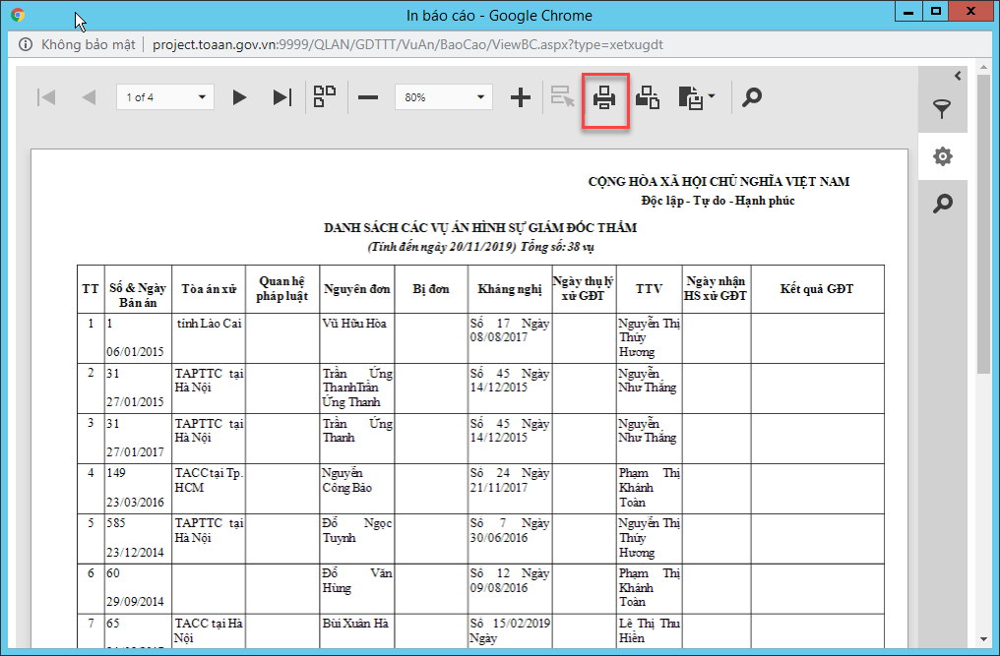 In báo cáo - Google Chrome
Không bảo mật | project.toaan.gov.vn:9999/QLAN/GDTTT/VuAn/BaoCao/ViewBC.aspx?type=xetxugdt
1 of 4
80%
CỘNG HÒA XÃ HỘI CHỦ NGHĨA VIỆT NAM
Độc lập - Tự do - Hạnh phúc
DANH SÁCH CÁC VỤ ÁN HÌNH SỰ GIÁM ĐỐC THẨM
(Tính đến ngày 20/11/2019) Tổng số: 38 vụ
TT Số & Ngày Bản án Tòa án xử Quan hệ pháp luật Nguyên đơn Bị đơn Kháng nghị Ngày thụ lý xử GĐT TTV Ngày nhận HS xử GĐT Kết quả GĐT
1 1 tỉnh Lào Cai Vũ Hữu Hòa Số 17 Ngày Nguyễn Thị
08/08/2017 Thúy
06/01/2015 Hương
2 31 TAPTTC tại Trần Ứng Số 45 Ngày Nguyễn
Hà Nội ThanhTrần 14/12/2015 Như Thắng
27/01/2015 Ứng Thanh
3 31 TAPTTC tại Trần Ứng Số 45 Ngày Nguyễn
Hà Nội Thanh 14/12/2015 Như Thắng
27/01/2017
4 149 TACC tại Tp. Nguyễn Số 24 Ngày Phạm Thị
HCM Công Bảo 21/11/2017 Khánh
23/03/2016 Toàn
5 585 TAPTTC tại Đỗ Ngọc Số 7 Ngày Nguyễn Thị
Hà Nội Tuynh 30/06/2016 Thúy
23/12/2014 Hương
6 60 Đỗ Văn Số 12 Ngày Phạm Thị
Hùng 09/08/2016 Khánh
29/09/2014 Toàn
7 65 TACC tại Hà Bùi Xuân Hà Số 15/02/2019 Lê Thị Thu
Nội Ngày Hiền